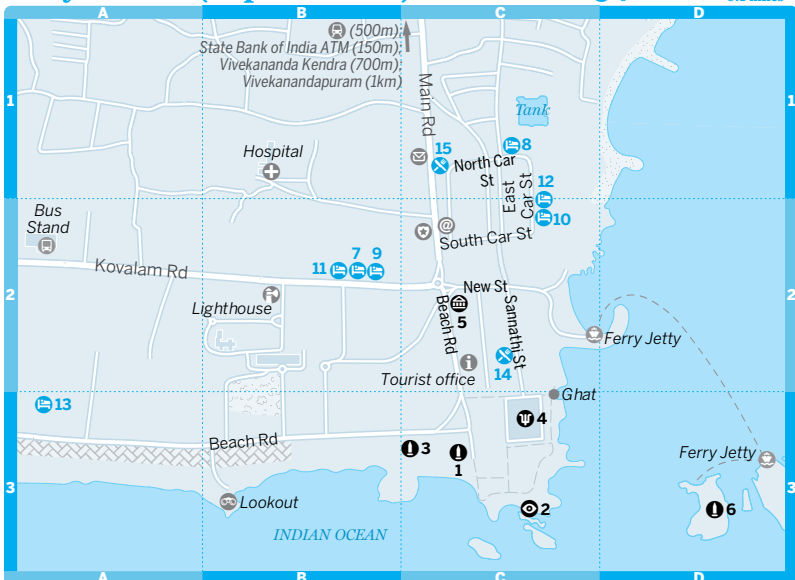 A
B
C
D
(500m);
State Bank of India ATM (150m);
Vivekananda Kendra (700m);
Vivekanandapuram (1km)
1
1
Main Rd
Tank
Hospital
15
8
North Car
St
East
Car St
12
10
Bus
Stand
@
South Car St
Kovalam Rd
11
7
9
2
2
New St
Lighthouse
5
Beach Rd
Sannathi St
Ferry Jetty
i
14
Tourist office
Ghat
13
4
Beach Rd
3
1
Ferry Jetty
3
3
Lookout
2
6
INDIAN OCEAN
A
B
C
D